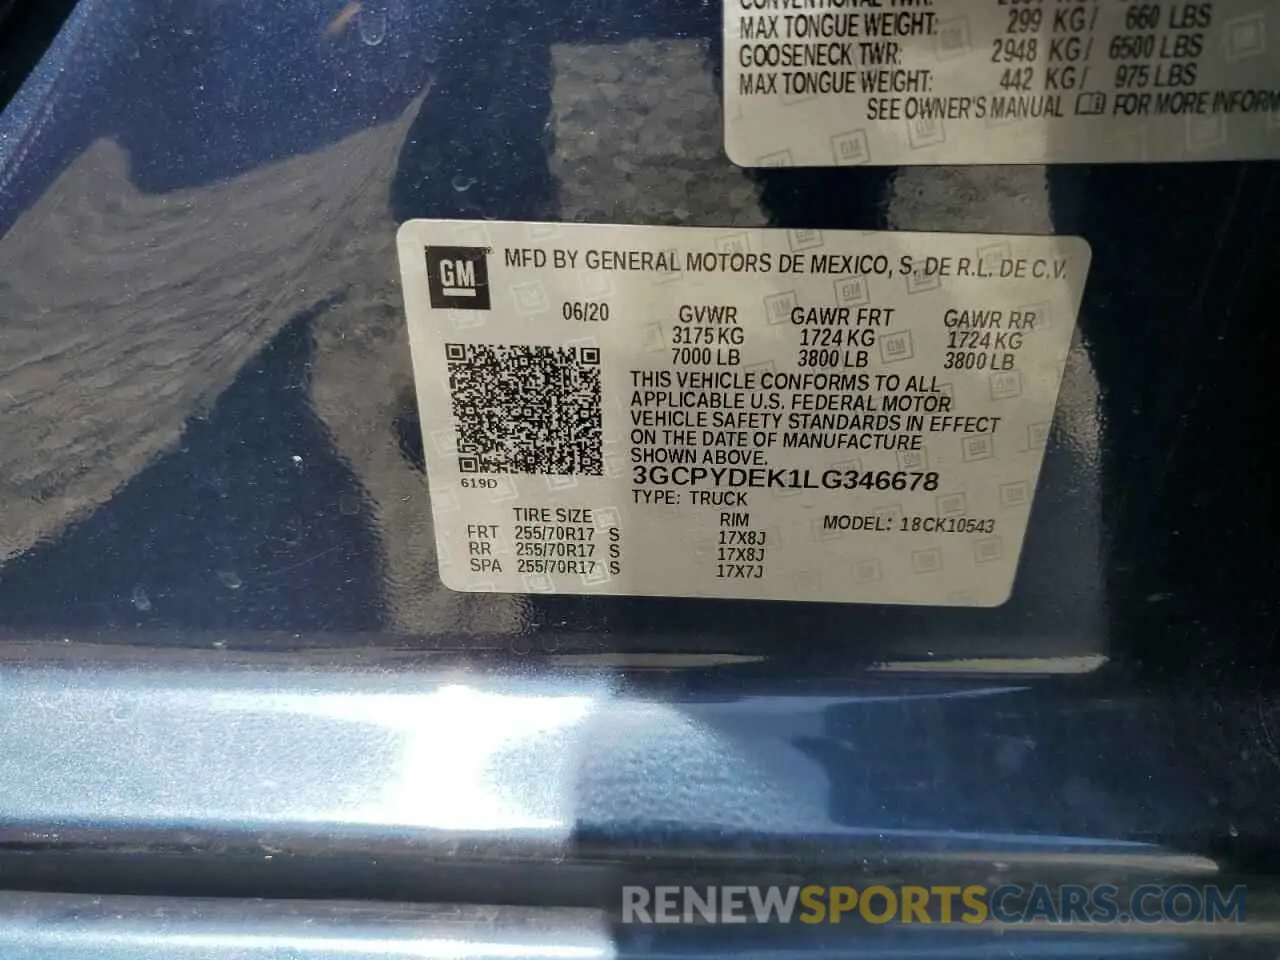 MAX TONGUE WEIGHT: 299 KG/ 660 LBS
GOOSENECK TWR: 2948 KG/ 6500 LBS
MAX TONGUE WEIGHT: 442 KG/ 975 LBS
SEE OWNER'S MANUAL FOR MORE INFORM
GM MFD BY GENERAL MOTORS DE MEXICO, S. DE R.L. DE C.V.
06/20 GVWR GAWR FRT GAWR RR
3175 KG 1724 KG 1724 KG
7000 LB 3800 LB 3800 LB
THIS VEHICLE CONFORMS TO ALL
APPLICABLE U.S. FEDERAL MOTOR
VEHICLE SAFETY STANDARDS IN EFFECT
ON THE DATE OF MANUFACTURE
SHOWN ABOVE.
3GCPYDEK1LG346678
619D
TYPE: TRUCK
TIRE SIZE RIM MODEL: 18CK10543
FRT 255/70R17 S 17X8J
RR 255/70R17 S 17X8J
SPA 255/70R17 S 17X7J
RENEWSPORTSCARS.COM